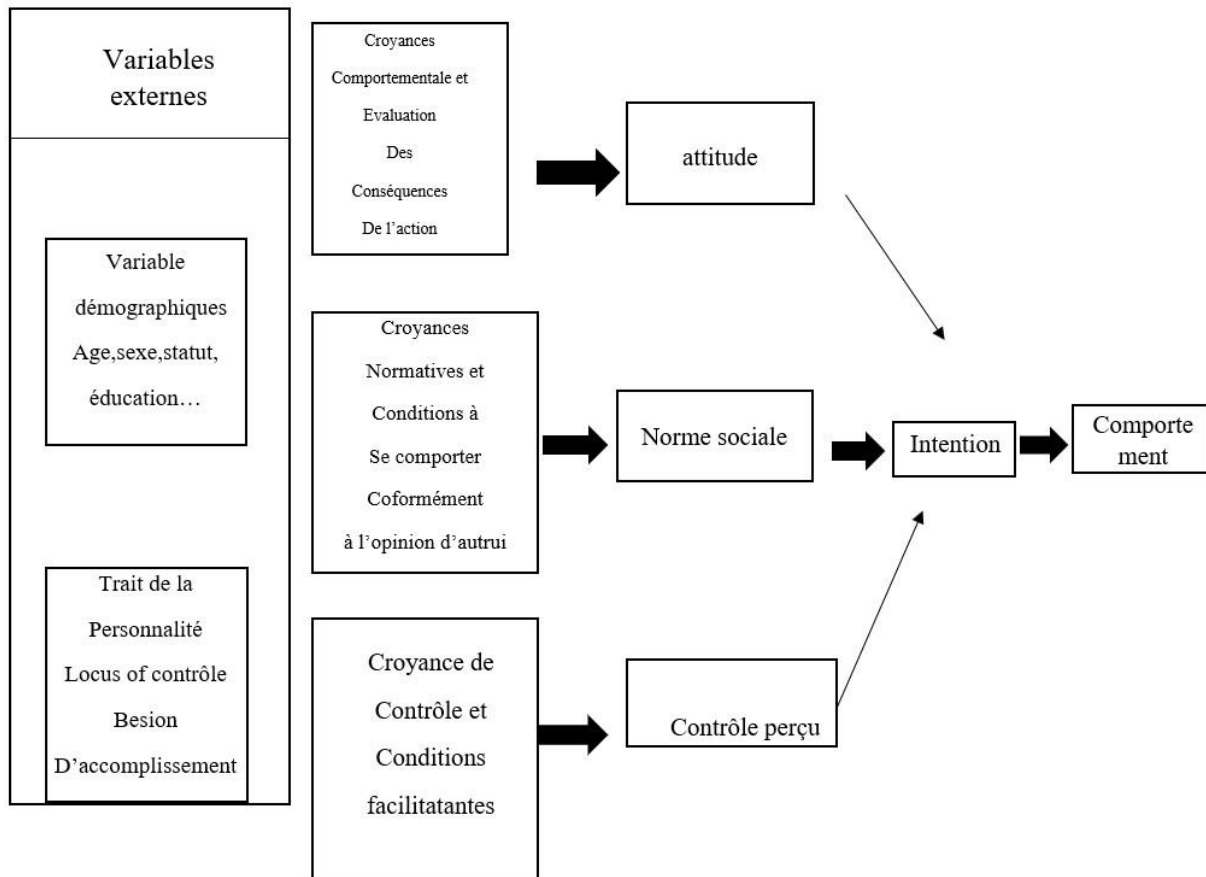 Variables
externes
Variable
démographiques
Age,sexe,statut,
éducation…
Trait de la
Personnalité
Locus of contrôle
Besion
D’accomplissement
Croyances
Comportementale et
Evaluation
Des
Conséquences
De l’action
Croyances
Normatives et
Conditions à
Se comporter
Coformément
à l’opinion d’autrui
Croyance de
Contrôle et
Conditions
facilitatantes
attitude
Norme sociale
Contrôle perçu
Intention
Comporte
ment